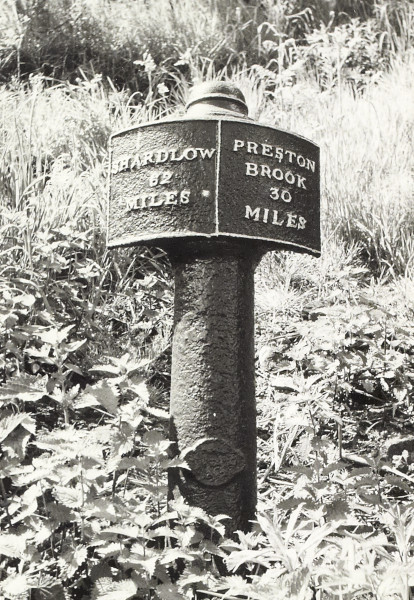 SHARDLOW
62
MILES
PRESTON
BROOK
30
MILES